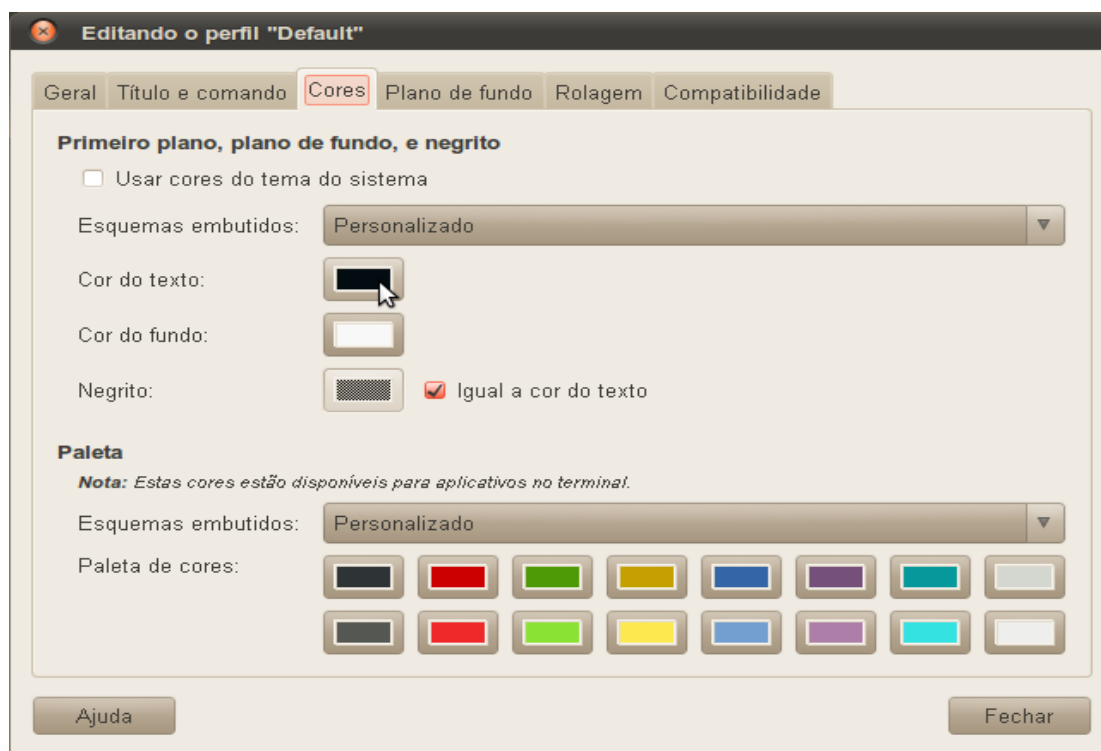 Editando o perfil "Default"
Geral Título e comando Cores Plano de fundo Rolagem Compatibilidade
Primeiro plano, plano de fundo, e negrito
Usar cores do tema do sistema
Esquemas embutidos: Personalizado
Cor do texto:
Cor do fundo:
Negrito: Igual a cor do texto
Paleta
Nota: Estas cores estão disponíveis para aplicativos no terminal.
Esquemas embutidos: Personalizado
Paleta de cores:
Ajuda Fechar